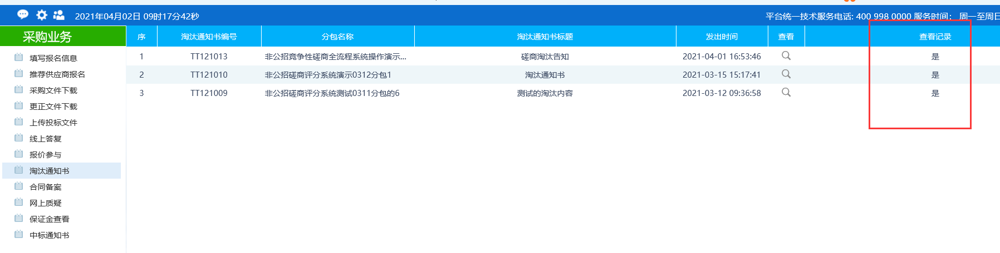 2021年04月02日 09时17分42秒
平台统一技术服务电话: 400 998 0000 服务时间： 周一至周日
采购业务
填写报名信息
推荐供应商报名
采购文件下载
更正文件下载
上传投标文件
线上答复
报价参与
淘汰通知书
合同备案
网上质疑
保证金查看
中标通知书
序 淘汰通知书编号 分包名称 淘汰通知书标题 发出时间 查看 查看记录
1 TT121013 非公招竞争性磋商全流程系统操作演示... 磋商淘汰告知 2021-04-01 16:53:46 是
2 TT121010 非公招磋商评分系统演示0312分包1 淘汰通知书 2021-03-15 15:17:41 是
3 TT121009 非公招磋商评分系统测试0311分包的6 测试的淘汰内容 2021-03-12 09:36:58 是